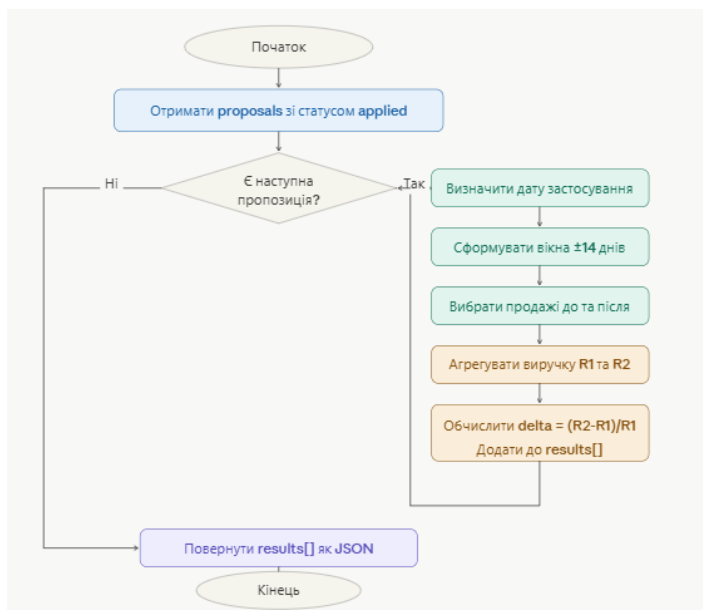 Початок
Отримати proposals зі статусом applied
Є наступна
пропозиція?
Ні
Так
Визначити дату застосування
Сформувати вікна ±14 днів
Вибрати продажі до та після
Агрегувати виручку R1 та R2
Обчислити delta = (R2-R1)/R1
Додати до results[]
Повернути results[] як JSON
Кінець